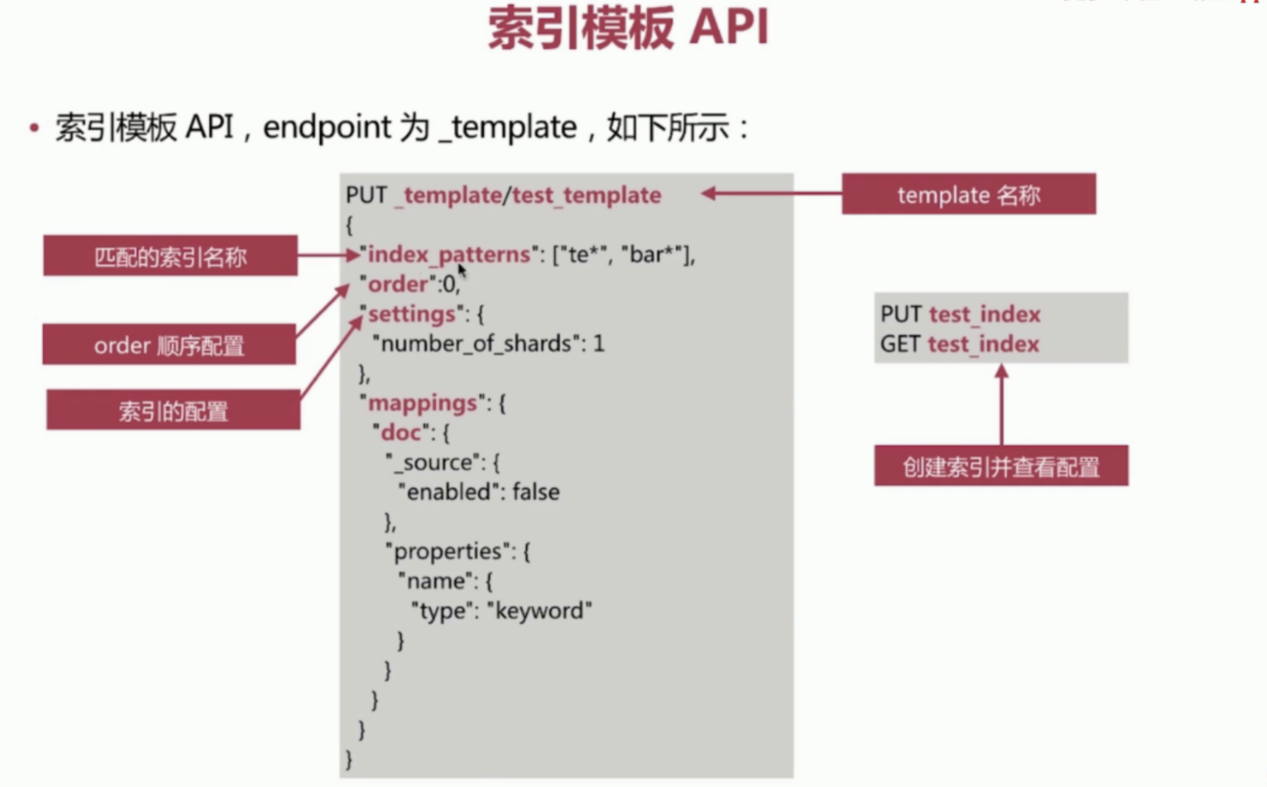 索引模板 API
• 索引模板 API，endpoint 为 _template，如下所示：
PUT _template/test_template
{
"index_patterns": ["te*", "bar*"],
"order":0,
"settings": {
"number_of_shards": 1
},
"mappings": {
"doc": {
"_source": {
"enabled": false
},
"properties": {
"name": {
"type": "keyword"
}
}
}
}
}
template 名称
匹配的索引名称
order 顺序配置
索引的配置
PUT test_index
GET test_index
创建索引并查看配置